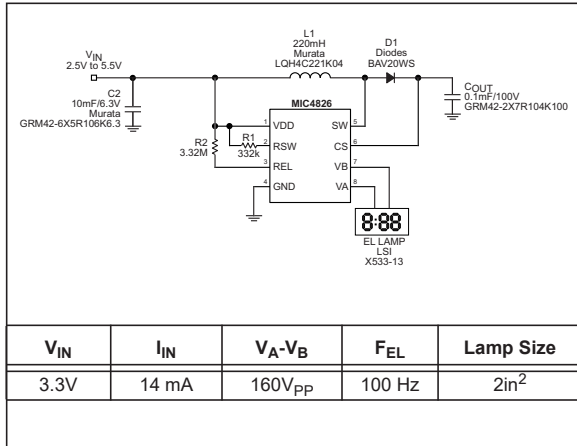 L1
220mH
Murata
LQH4C221K04
D1
Diodes
BAV20WS
VIN
2.5V to 5.5V
C2
10mF/6.3V
Murata
GRM42-6X5R106K6.3
COUT
0.1mF/100V
GRM42-2X7R104K100
MIC4826
R2
3.32M
R1
332k
1 VDD SW 5
2 RSW CS 6
3 REL VB 7
4 GND VA 8
8:88
EL LAMP
LSI
X533-13
VIN IIN VA-VB FEL Lamp Size
3.3V 14 mA 160VPP 100 Hz 2in2